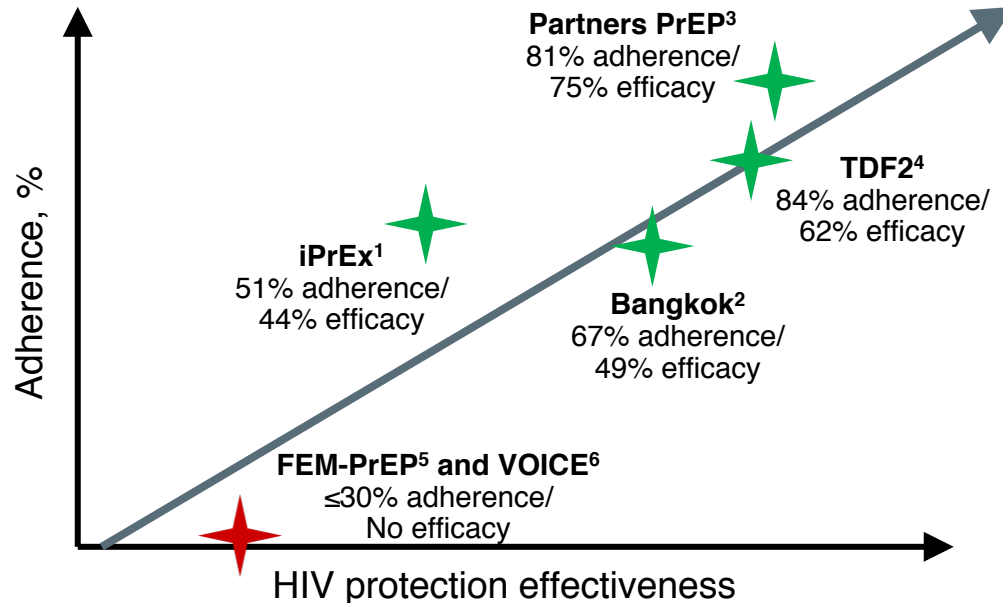 Partners PrEP³
81% adherence/
75% efficacy
TDF2⁴
84% adherence/
62% efficacy
iPrEx¹
51% adherence/
44% efficacy
Bangkok²
67% adherence/
49% efficacy
FEM-PrEP⁵ and VOICE⁶
≤30% adherence/
No efficacy
Adherence, %
HIV protection effectiveness